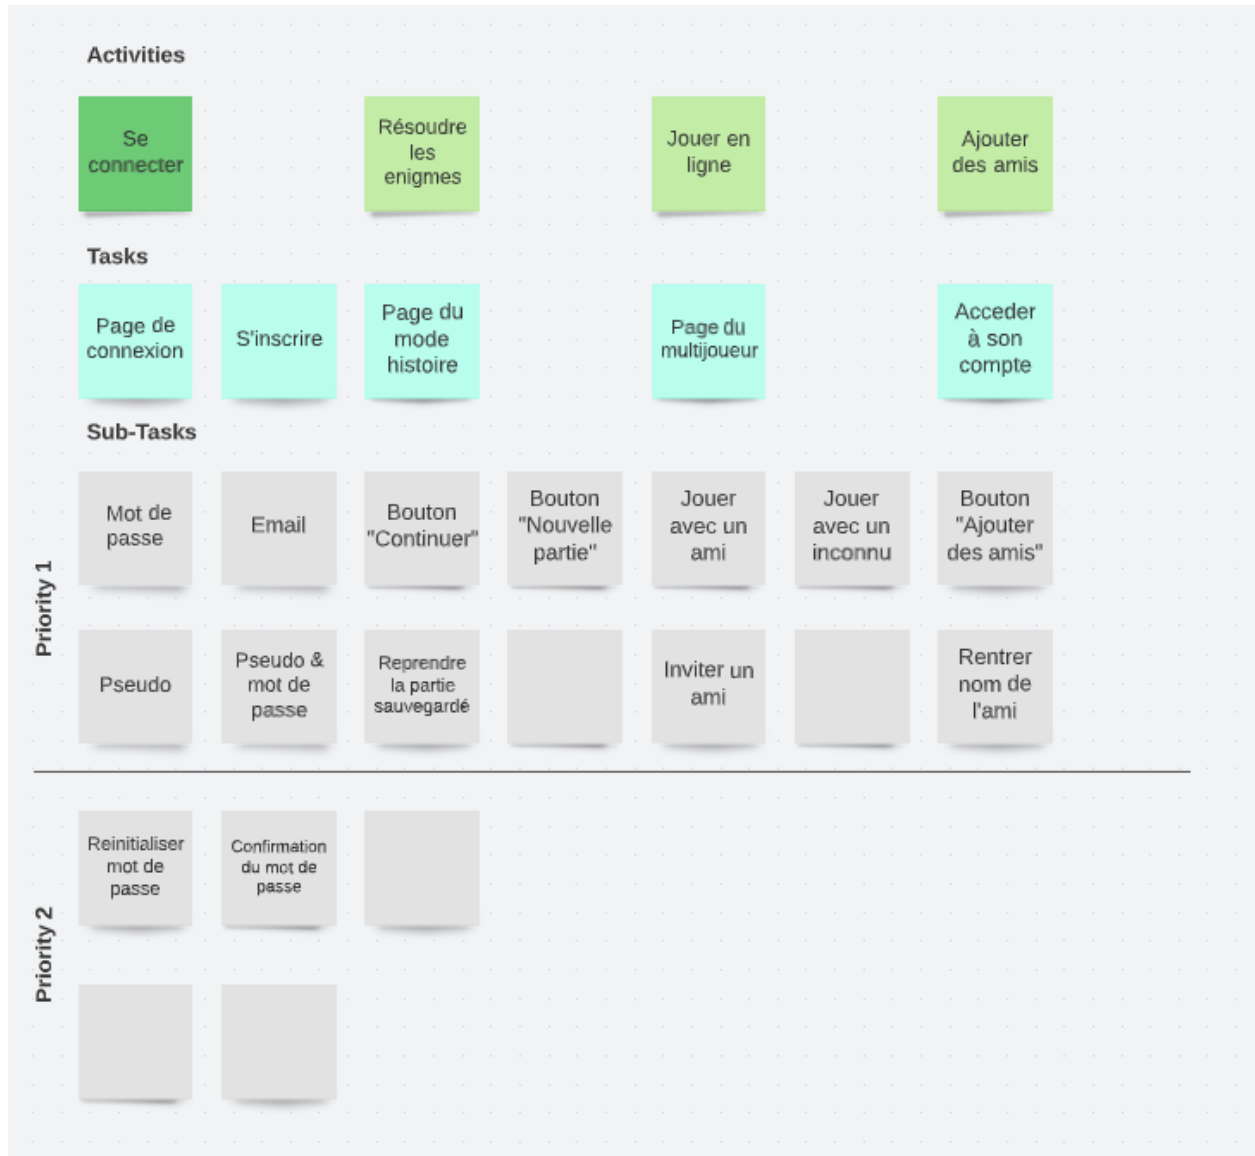 Activities
Se
connecter
Résoudre
les
enigmes
Jouer en
ligne
Ajouter
des amis
Tasks
Page de
connexion
S'inscrire
Page du
mode
histoire
Page du
multijoueur
Acceder
à son
compte
Sub-Tasks
Priority 1
Mot de
passe
Email
Bouton
"Continuer"
Bouton
"Nouvelle
partie"
Jouer
avec un
ami
Jouer
avec un
inconnu
Bouton
"Ajouter
des amis"
Pseudo
Pseudo &
mot de
passe
Reprendre
la partie
sauvegardé
Inviter un
ami
Rentrer
nom de
l'ami
Priority 2
Reinitialiser
mot de
passe
Confirmation
du mot de
passe